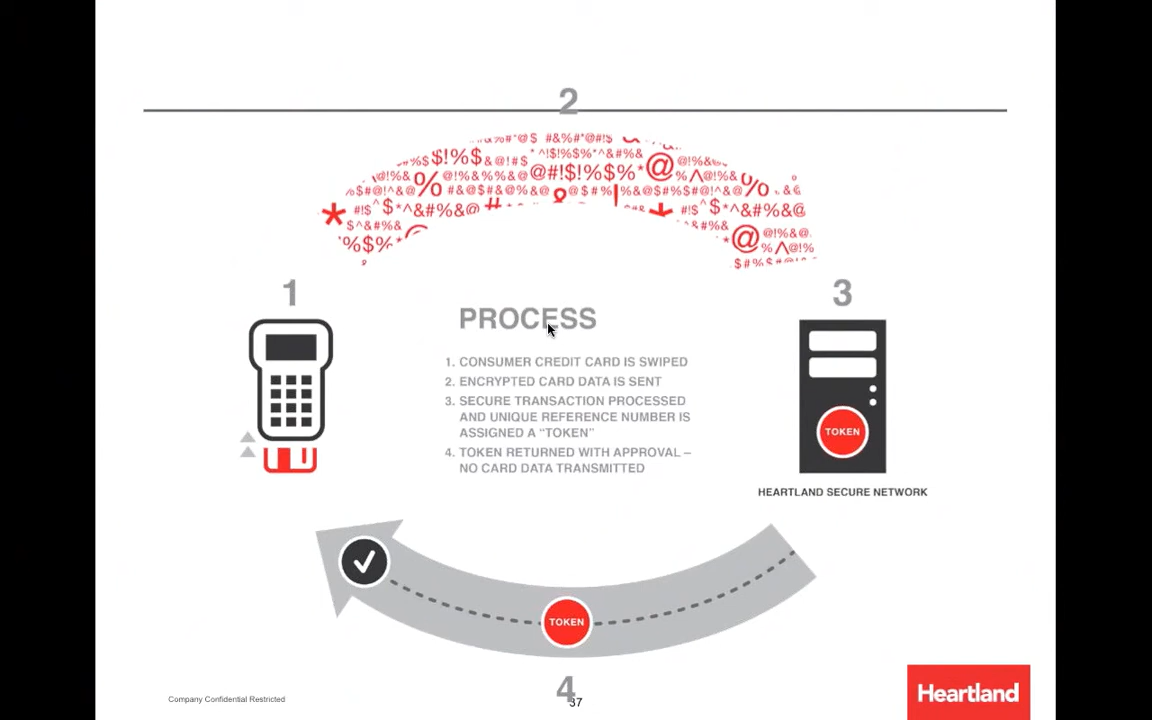 2
1
3
PROCESS
1. CONSUMER CREDIT CARD IS SWIPED
2. ENCRYPTED CARD DATA IS SENT
3. SECURE TRANSACTION PROCESSED
AND UNIQUE REFERENCE NUMBER IS
ASSIGNED A “TOKEN”
4. TOKEN RETURNED WITH APPROVAL –
NO CARD DATA TRANSMITTED
TOKEN
HEARTLAND SECURE NETWORK
TOKEN
4
37
Company Confidential Restricted
Heartland